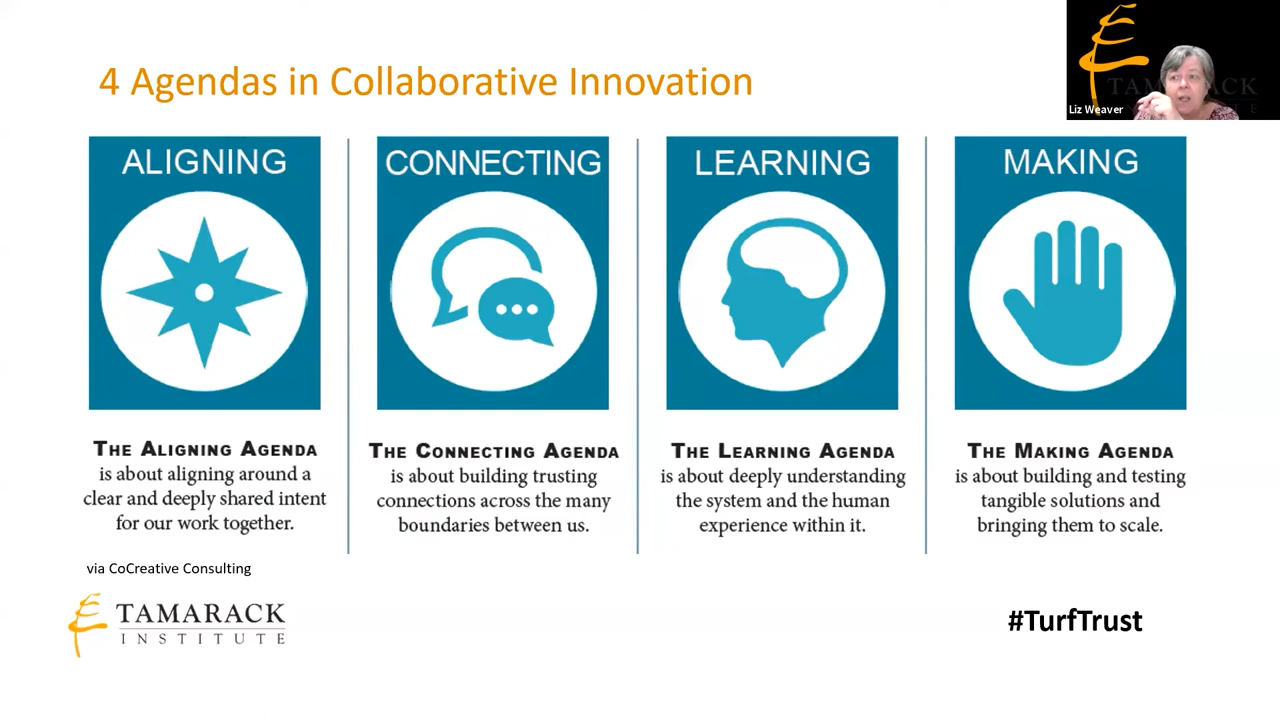 4 Agendas in Collaborative Innovation
TAMARACK
Liz Weaver
ALIGNING
CONNECTING
LEARNING
MAKING
THE ALIGNING AGENDA
is about aligning around a
clear and deeply shared intent
for our work together.
THE CONNECTING AGENDA
is about building trusting
connections across the many
boundaries between us.
THE LEARNING AGENDA
is about deeply understanding
the system and the human
experience within it.
THE MAKING AGENDA
is about building and testing
tangible solutions and
bringing them to scale.
via CoCreative Consulting
TAMARACK
INSTITUTE
#TurfTrust